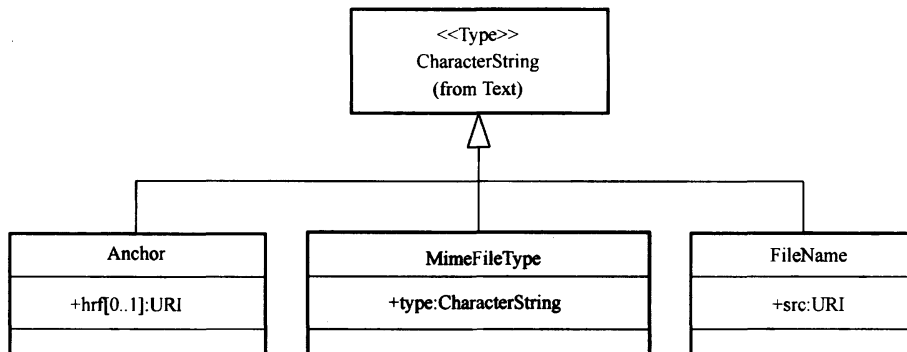 <<Type>>
CharacterString
(from Text)
Anchor
+hrf[0..1]:URI
MimeFileType
+type:CharacterString
FileName
+src:URI